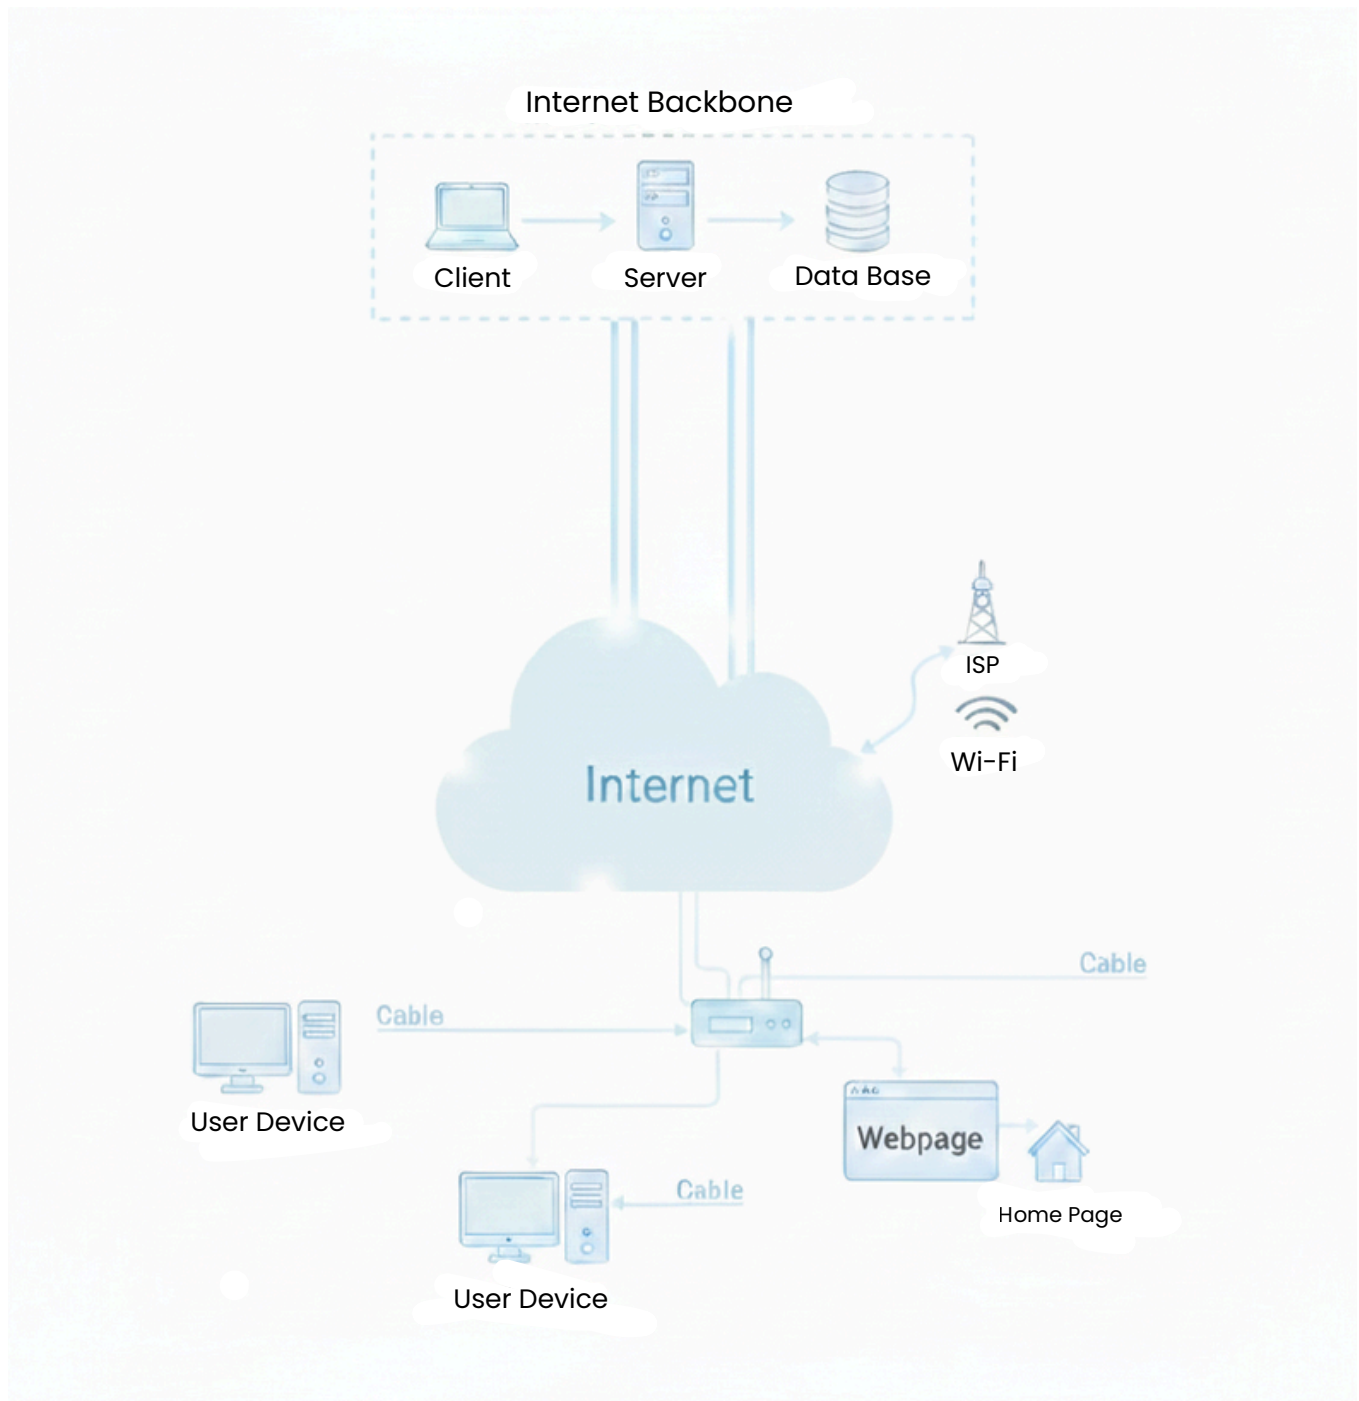 Internet Backbone
Client
Server
Data Base
ISP
Wi-Fi
Internet
Cable
Cable
User Device
Webpage
Cable
Home Page
User Device